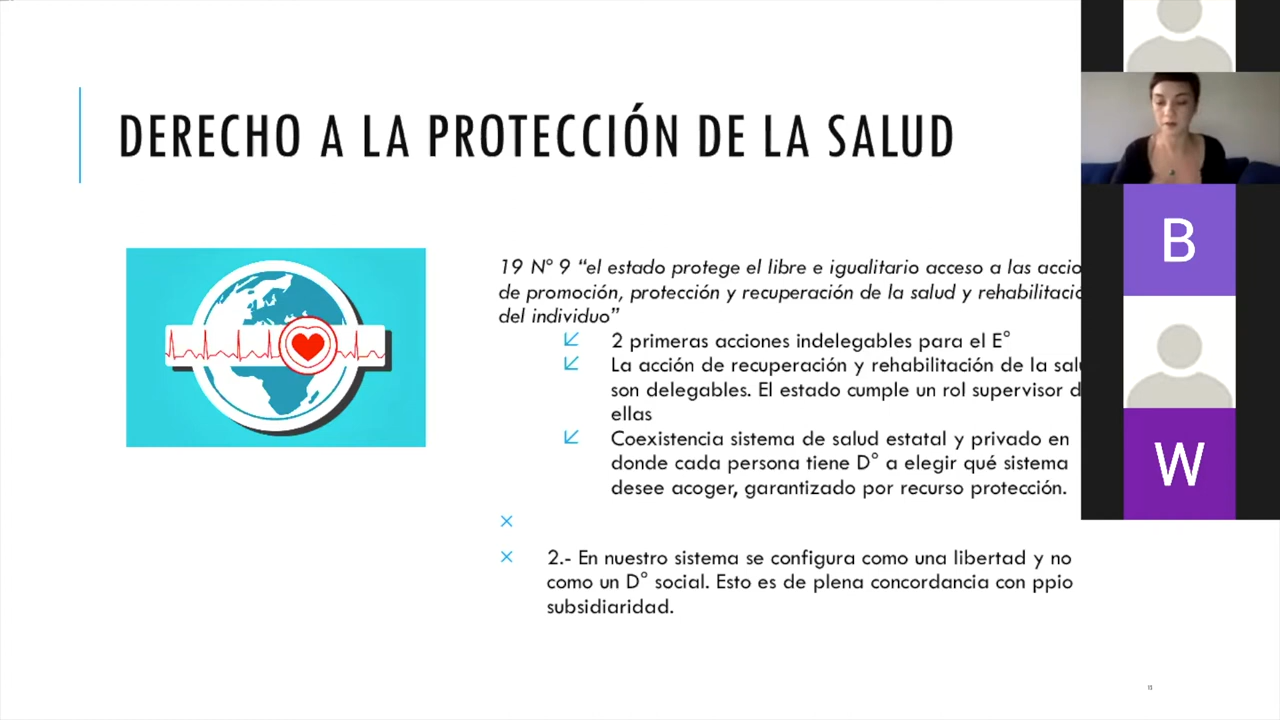 DERECHO A LA PROTECCIÓN DE LA SALUD
19 N° 9 “el estado protege el libre e igualitario acceso a las
de promoción, protección y recuperación de la salud y
del individuo”
2 primeras acciones indelegables para el E°
La acción de recuperación y rehabilitación de la
son delegables. El estado cumple un rol supervisor
ellas
Coexistencia sistema de salud estatal y privado en
donde cada persona tiene D° a elegir qué sistema
desee acoger, garantizado por recurso protección.
2.- En nuestro sistema se configura como una libertad y no
como un D° social. Esto es de plena concordancia con ppio
subsidiaridad.
B
W